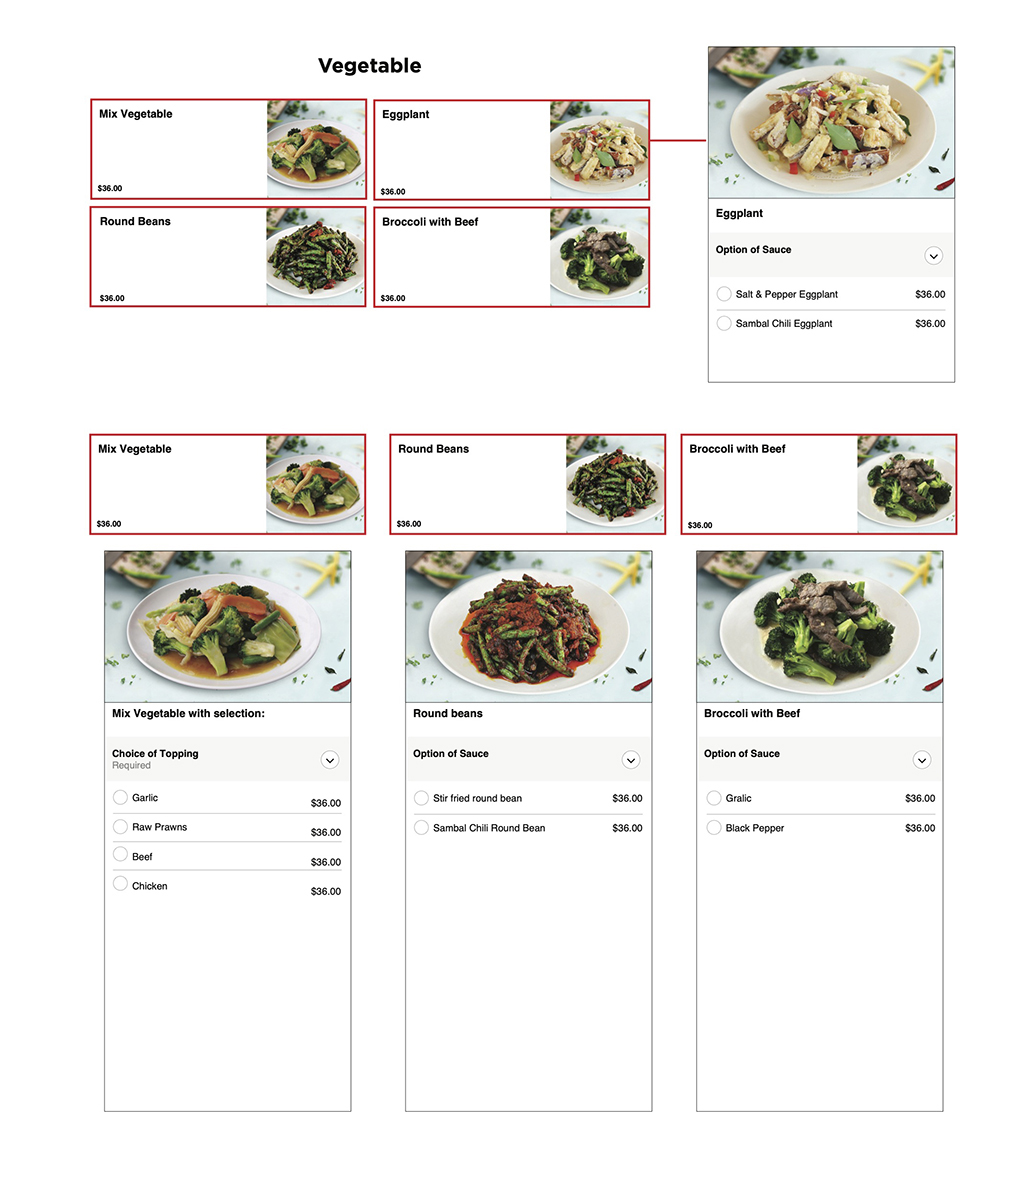 Vegetable
Mix Vegetable
$36.00
Eggplant
$36.00
Round Beans
$36.00
Broccoli with Beef
$36.00
Eggplant
Option of Sauce
Salt & Pepper Eggplant $36.00
Sambal Chili Eggplant $36.00
Mix Vegetable
$36.00
Round Beans
$36.00
Broccoli with Beef
$36.00
Mix Vegetable with selection:
Choice of Topping
Required
Garlic $36.00
Raw Prawns $36.00
Beef $36.00
Chicken $36.00
Round beans
Option of Sauce
Stir fried round bean $36.00
Sambal Chili Round Bean $36.00
Broccoli with Beef
Option of Sauce
Gralic $36.00
Black Pepper $36.00